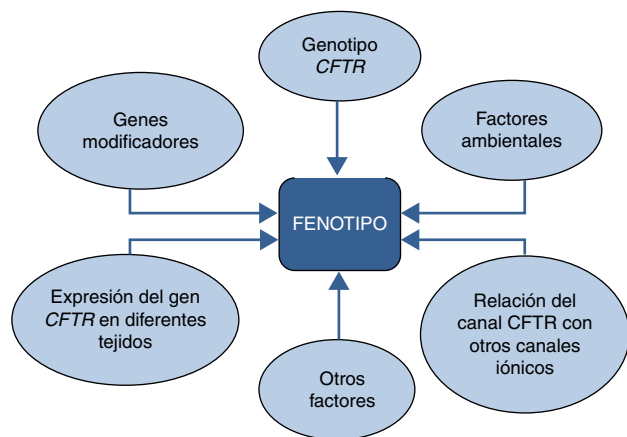 Genotipo
CFTR
Genes
modificadores
Factores
ambientales
FENOTIPO
Expresión del gen
CFTR en diferentes
tejidos
Relación del
canal CFTR con
otros canales
iónicos
Otros
factores